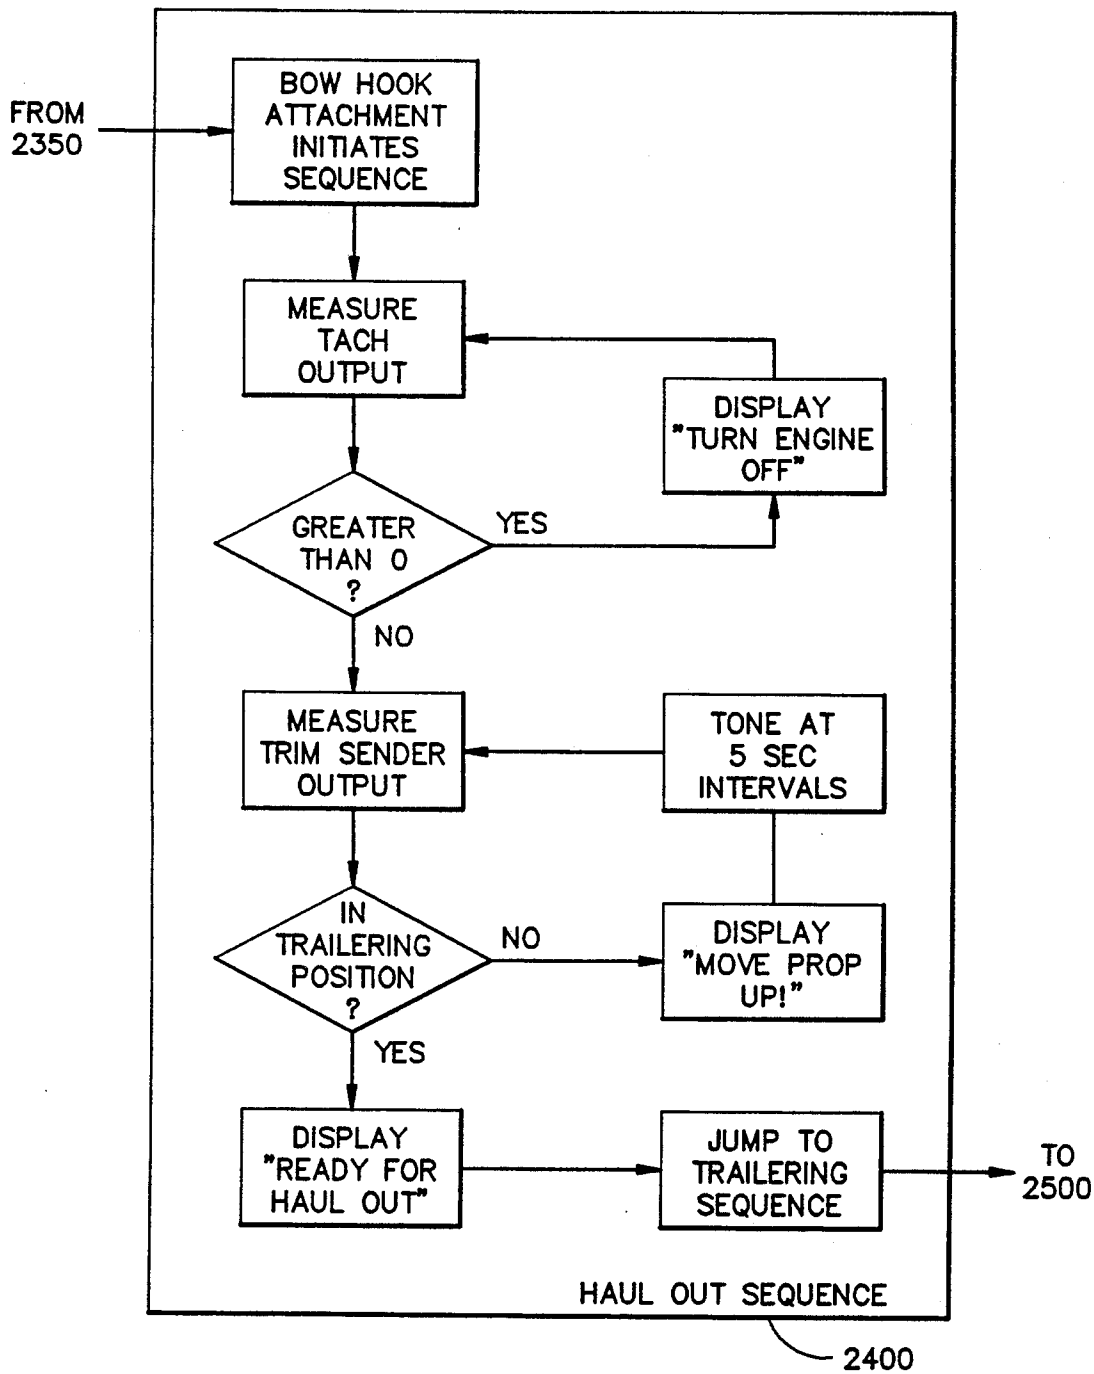 FROM
2350
BOW HOOK
ATTACHMENT
INITIATES
SEQUENCE
MEASURE
TACH
OUTPUT
DISPLAY
"TURN ENGINE
OFF"
GREATER
THAN 0
?
YES
NO
MEASURE
TRIM SENDER
OUTPUT
TONE AT
5 SEC
INTERVALS
IN
TRAILERING
POSITION
?
NO
DISPLAY
"MOVE PROP
UP!"
YES
DISPLAY
"READY FOR
HAUL OUT"
JUMP TO
TRAILERING
SEQUENCE
TO
2500
HAUL OUT SEQUENCE
2400